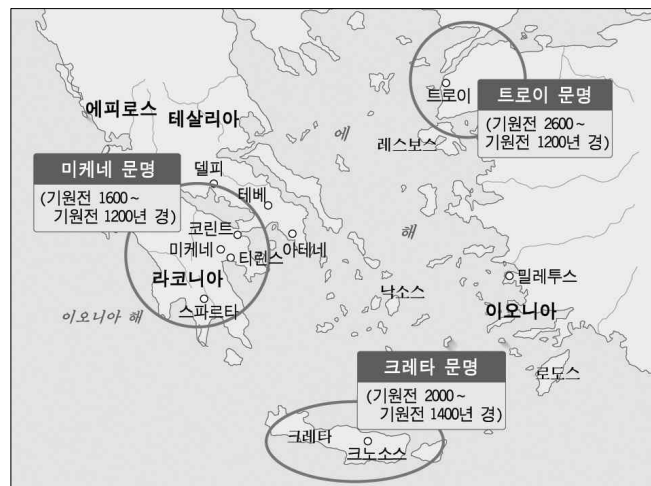 트로이
트로이 문명
(기원전 2600～
기원전 1200년 경)
에피로스
테살리아
에
레스보스
미케네 문명
(기원전 1600～
기원전 1200년 경)
델피
테베
코린트
미케네
티린스
아테네
해
라코니아
밀레투스
낙소스
이오니아
스파르타
이오니아 해
크레타 문명
(기원전 2000～
기원전 1400년 경)
로도스
크레타
크노소스